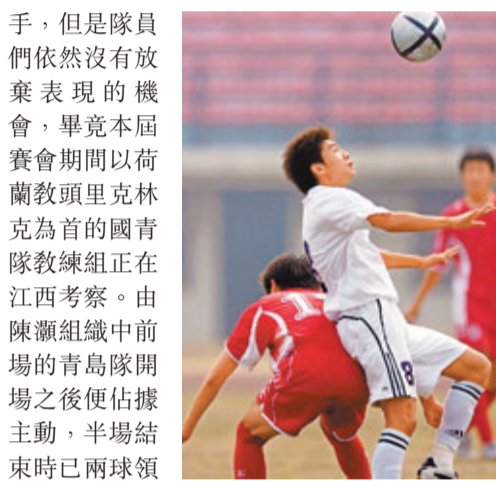 手，但是隊員
們依然沒有放
棄表現的機
會，畢竟本屆
賽會期間以荷
蘭教頭里克林
克為首的國青
隊教練組正在
江西考察。由
陳灝組織中前
場的青島隊開
場之後便佔據
主動，半場結
束時已兩球領
8